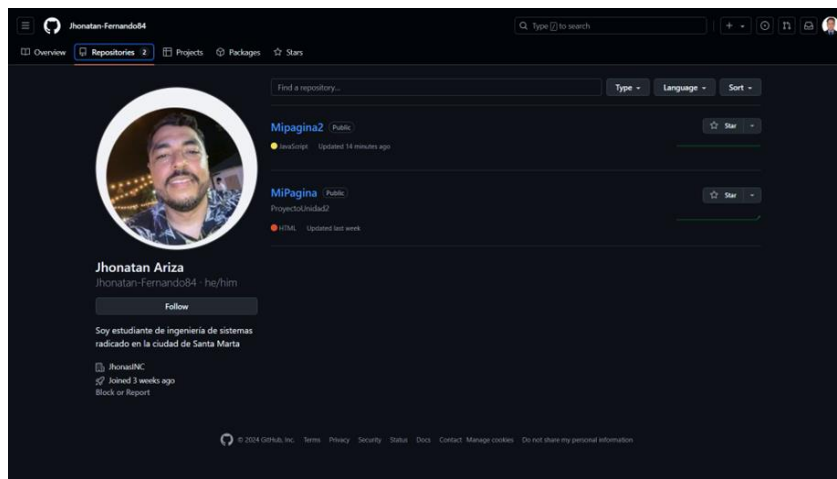 Jhonatan-Fernando84
Type / to search
Overview Repositories 2 Projects Packages Stars
Find a repository...
Type Language Sort
Mipagina2 Public
Star
JavaScript Updated 14 minutes ago
MiPagina Public
Star
ProyectoUnidad2
HTML Updated last week
Jhonatan Ariza
Jhonatan-Fernando84 · he/him
Follow
Soy estudiante de ingeniería de sistemas
radicado en la ciudad de Santa Marta
JhonasINC
Joined 3 weeks ago
Block or Report
© 2024 GitHub, Inc. Terms Privacy Security Status Docs Contact Manage cookies Do not share my personal information